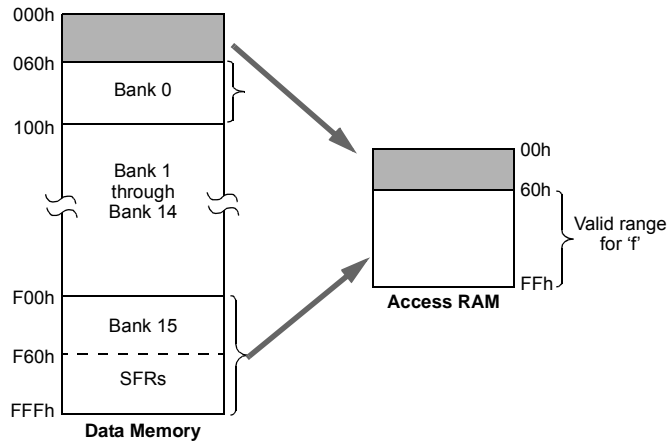 000h
060h
Bank 0
100h
Bank 1
through
Bank 14
F00h
Bank 15
F60h
SFRs
FFFh
Data Memory
00h
60h
Valid range
for ‘f’
FFh
Access RAM